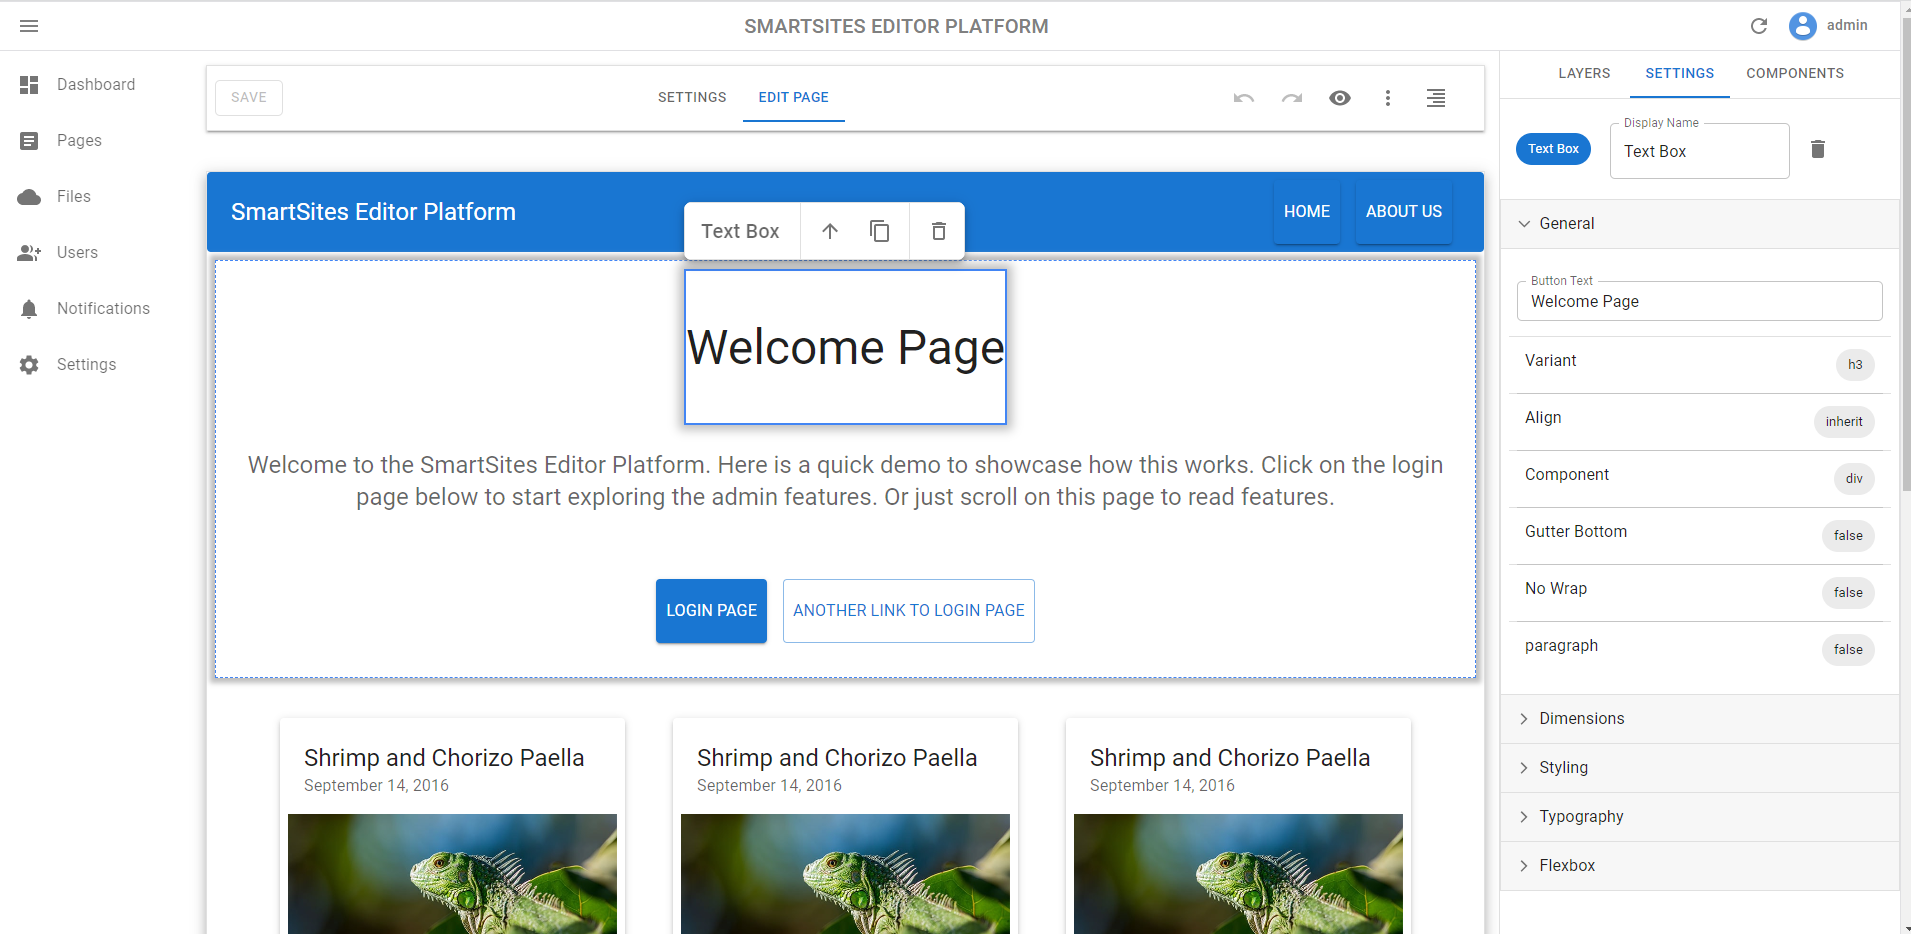 SMARTSITES EDITOR PLATFORM
admin
Dashboard
Pages
Files
Users
Notifications
Settings
SAVE
SETTINGS
EDIT PAGE
SmartSites Editor Platform
HOME
ABOUT US
Text Box
Welcome Page
Welcome to the SmartSites Editor Platform. Here is a quick demo to showcase how this works. Click on the login
page below to start exploring the admin features. Or just scroll on this page to read features.
LOGIN PAGE
ANOTHER LINK TO LOGIN PAGE
Shrimp and Chorizo Paella
September 14, 2016
Shrimp and Chorizo Paella
September 14, 2016
Shrimp and Chorizo Paella
September 14, 2016
LAYERS
SETTINGS
COMPONENTS
Text Box
Display Name
Text Box
General
Button Text
Welcome Page
Variant
h3
Align
inherit
Component
div
Gutter Bottom
false
No Wrap
false
paragraph
false
Dimensions
Styling
Typography
Flexbox